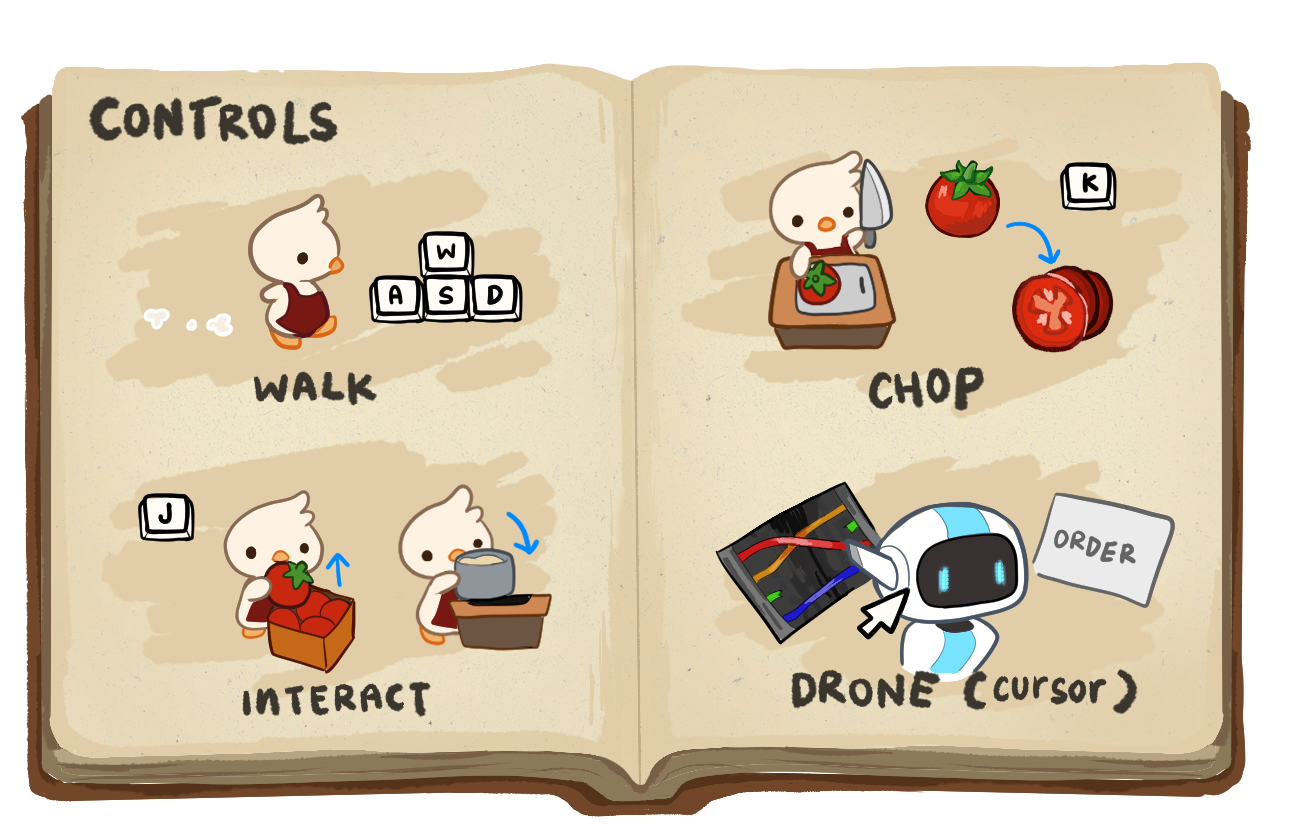 CONTROLS
W
A S D
WALK
J
INTERACT
K
CHOP
ORDER
DRONE (cursor)